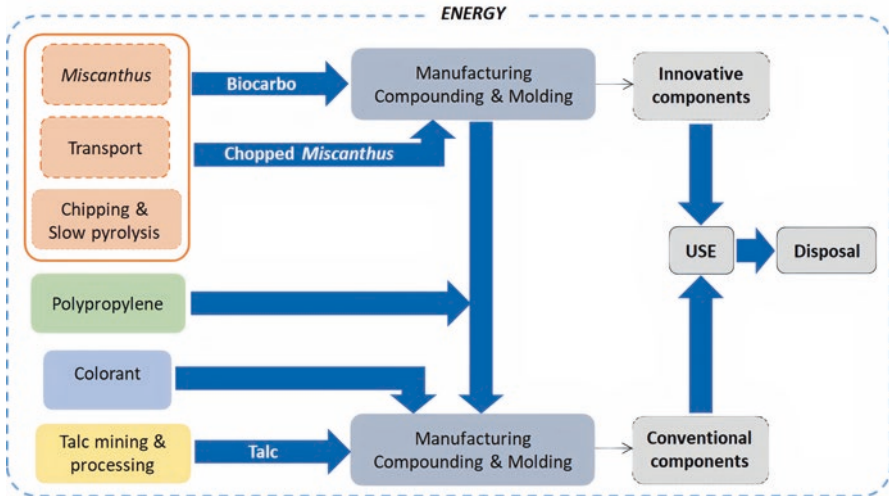 ENERGY
Miscanthus
Transport
Chipping &
Slow pyrolysis
Biocarbo
Chopped Miscanthus
Manufacturing
Compounding & Molding
Innovative
components
Polypropylene
USE
Disposal
Colorant
Talc mining &
processing
Talc
Manufacturing
Compounding & Molding
Conventional
components